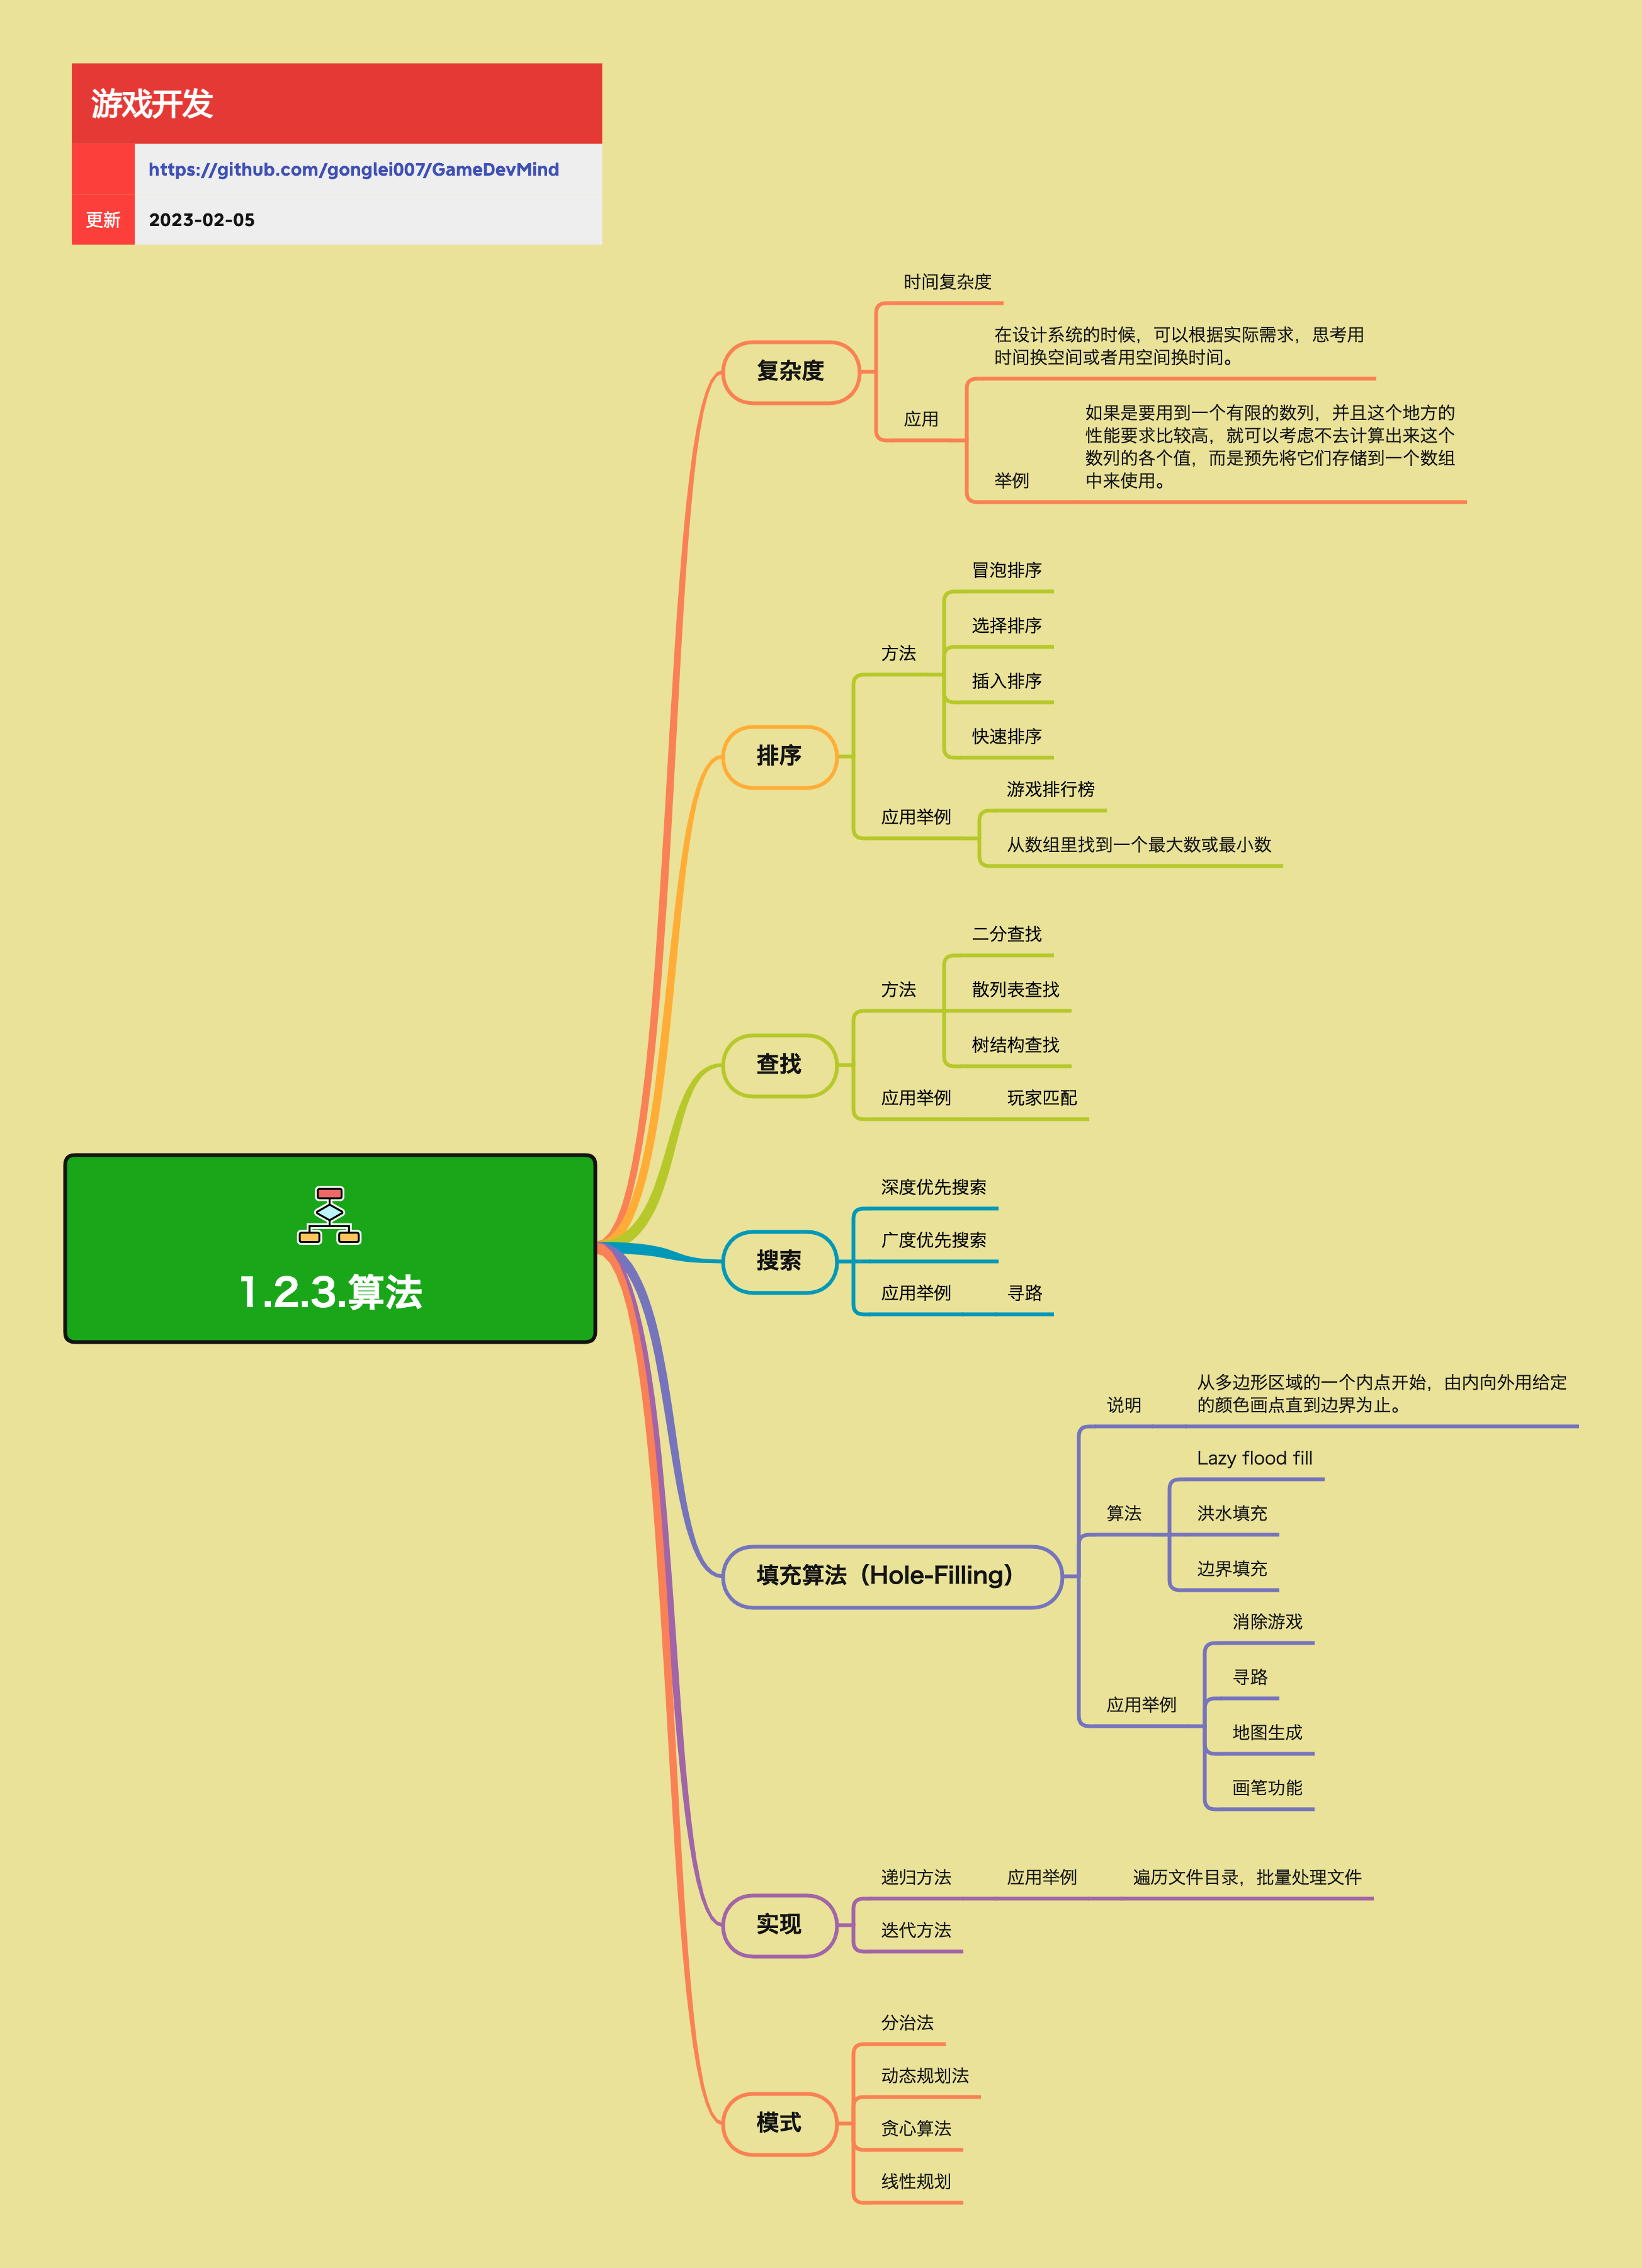 游戏开发
https://github.com/gonglei007/GameDevMind
更新
2023-02-05
1.2.3.算法
复杂度
时间复杂度
应用
在设计系统的时候，可以根据实际需求，思考用
时间换空间或者用空间换时间。
举例
如果是要用到一个有限的数列，并且这个地方的
性能要求比较高，就可以考虑不去计算出来这个
数列的各个值，而是预先将它们存储到一个数组
中来使用。
排序
方法
冒泡排序
选择排序
插入排序
快速排序
应用举例
游戏排行榜
从数组里找到一个最大数或最小数
查找
方法
二分查找
散列表查找
树结构查找
应用举例
玩家匹配
搜索
深度优先搜索
广度优先搜索
应用举例
寻路
填充算法（Hole-Filling）
说明
从多边形区域的一个内点开始，由内向外用给定
的颜色画点直到边界为止。
算法
Lazy flood fill
洪水填充
边界填充
应用举例
消除游戏
寻路
地图生成
画笔功能
实现
递归方法
应用举例
遍历文件目录，批量处理文件
迭代方法
模式
分治法
动态规划法
贪心算法
线性规划